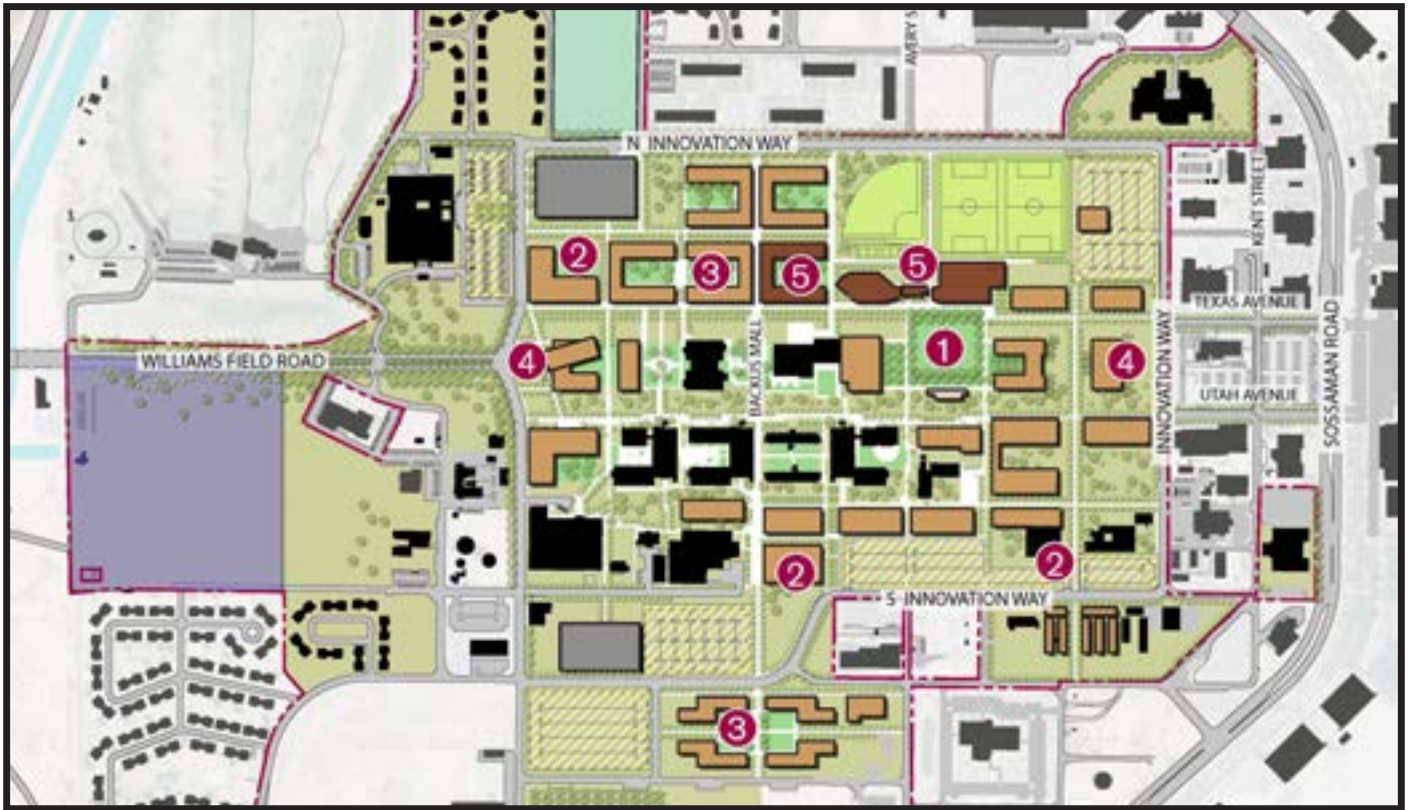 AVERY S
N INNOVATION WAY
KENT STREET
2
3
5
5
TEXAS AVENUE
WILLIAMS FIELD ROAD
4
BACKUS MALL
1
4
INNOVATION WAY
UTAH AVENUE
SOSSAMAN ROAD
2
2
S INNOVATION WAY
3